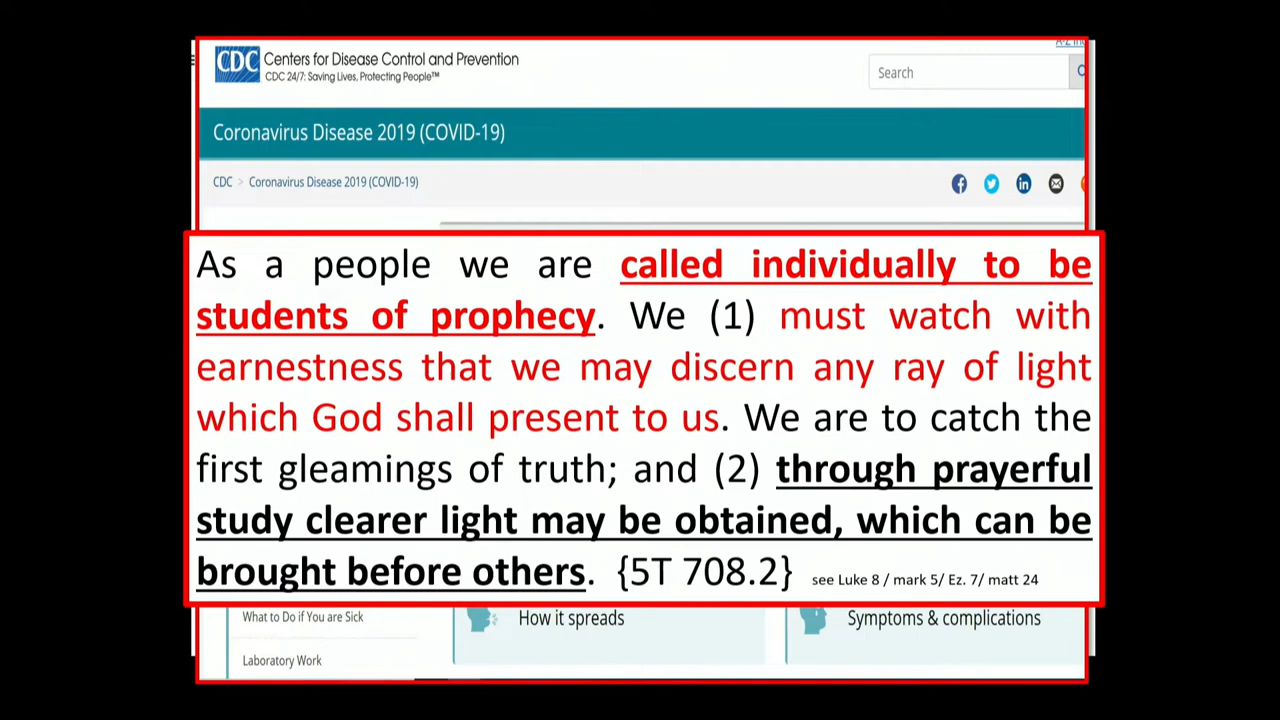 A-Z In
CDC Centers for Disease Control and Prevention
CDC 24/7: Saving Lives, Protecting People™
Search
Coronavirus Disease 2019 (COVID-19)
CDC > Coronavirus Disease 2019 (COVID-19)
As a people we are called individually to be
students of prophecy. We (1) must watch with
earnestness that we may discern any ray of light
which God shall present to us. We are to catch the
first gleamings of truth; and (2) through prayerful
study clearer light may be obtained, which can be
brought before others. {5T 708.2} see Luke 8 / mark 5/ Ez. 7/ matt 24
What to Do if You are Sick
How it spreads
Symptoms & complications
Laboratory Work